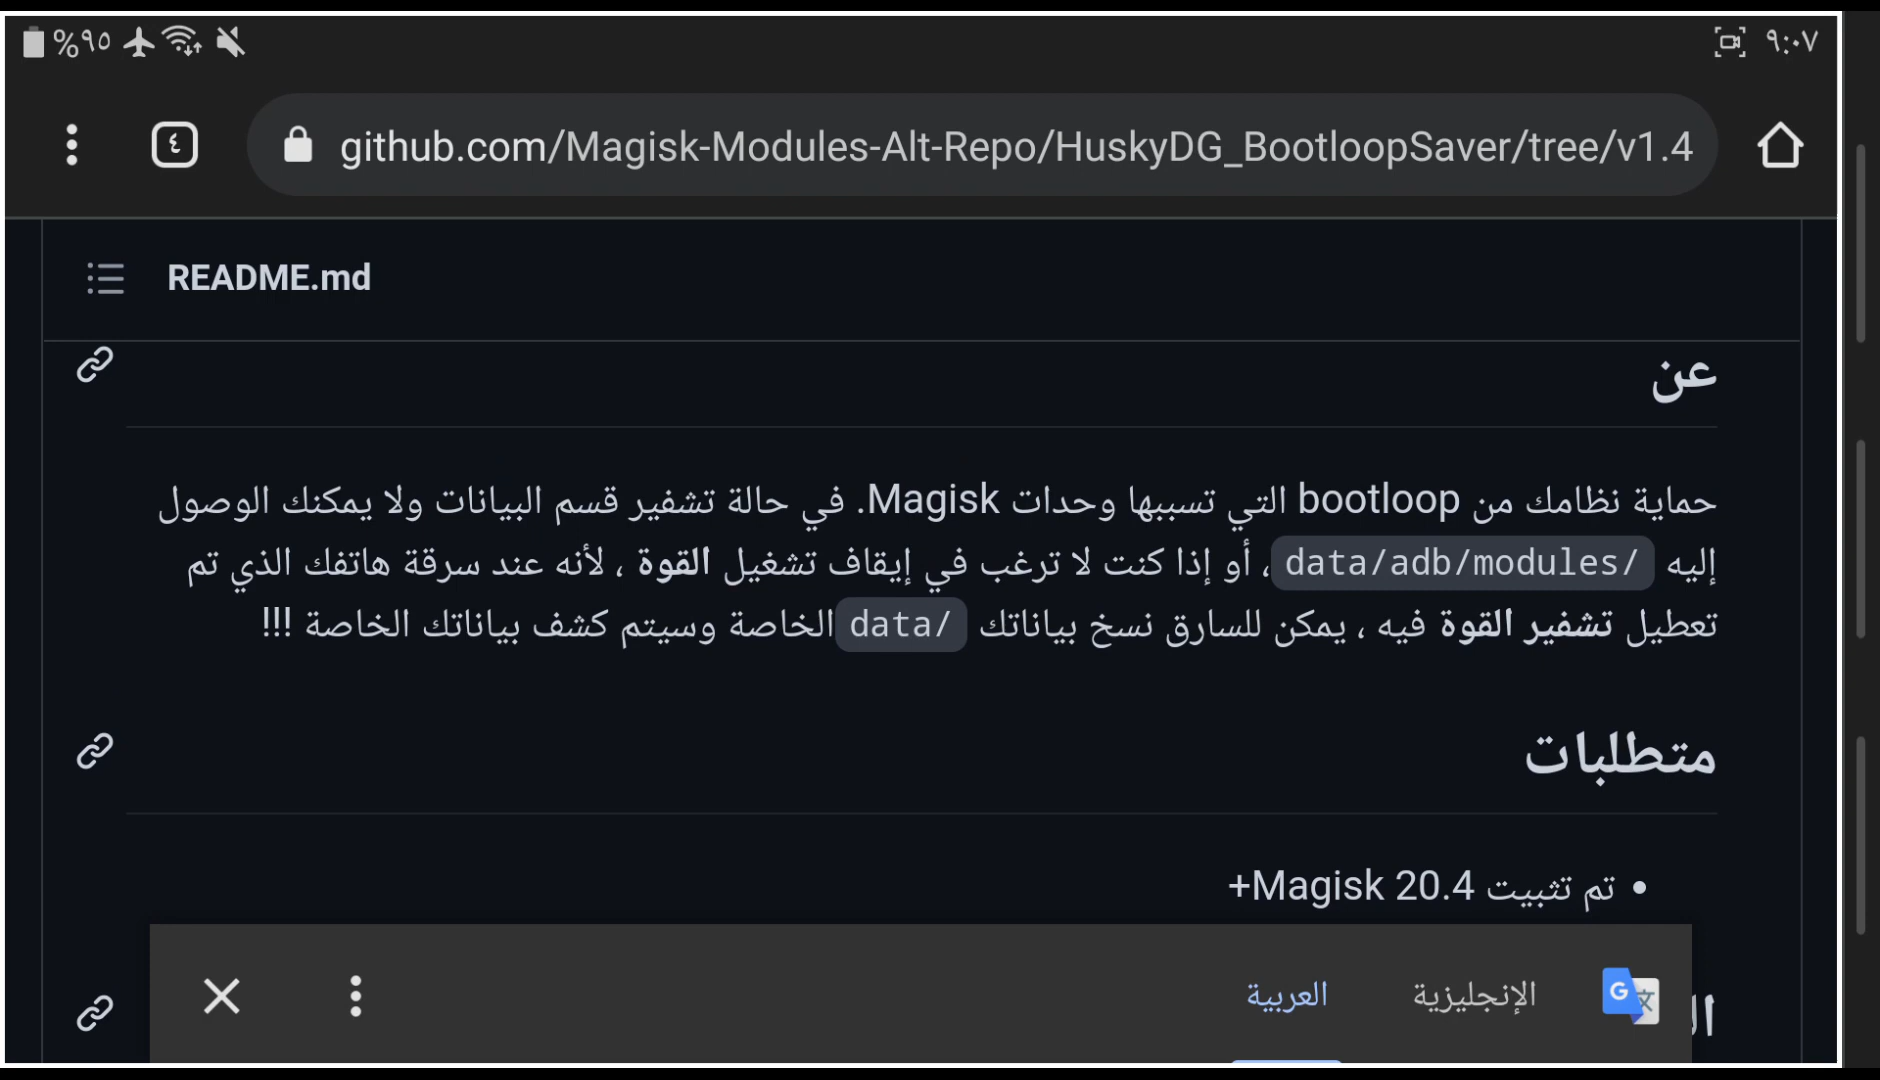 %٩٥
٩:٠٧
٤
github.com/Magisk-Modules-Alt-Repo/HuskyDG_BootloopSaver/tree/v1.4
README.md
عن
حماية نظامك من bootloop التي تسببها وحدات Magisk. في حالة تشفير قسم البيانات ولا يمكنك الوصول
إليه /data/adb/modules، أو إذا كنت لا ترغب في إيقاف تشغيل القوة ، لأنه عند سرقة هاتفك الذي تم
تعطيل تشفير القوة فيه ، يمكن للسارق نسخ بياناتك /data الخاصة وسيتم كشف بياناتك الخاصة !!!
متطلبات
• تم تثبيت Magisk 20.4+
الإنجليزية
العربية